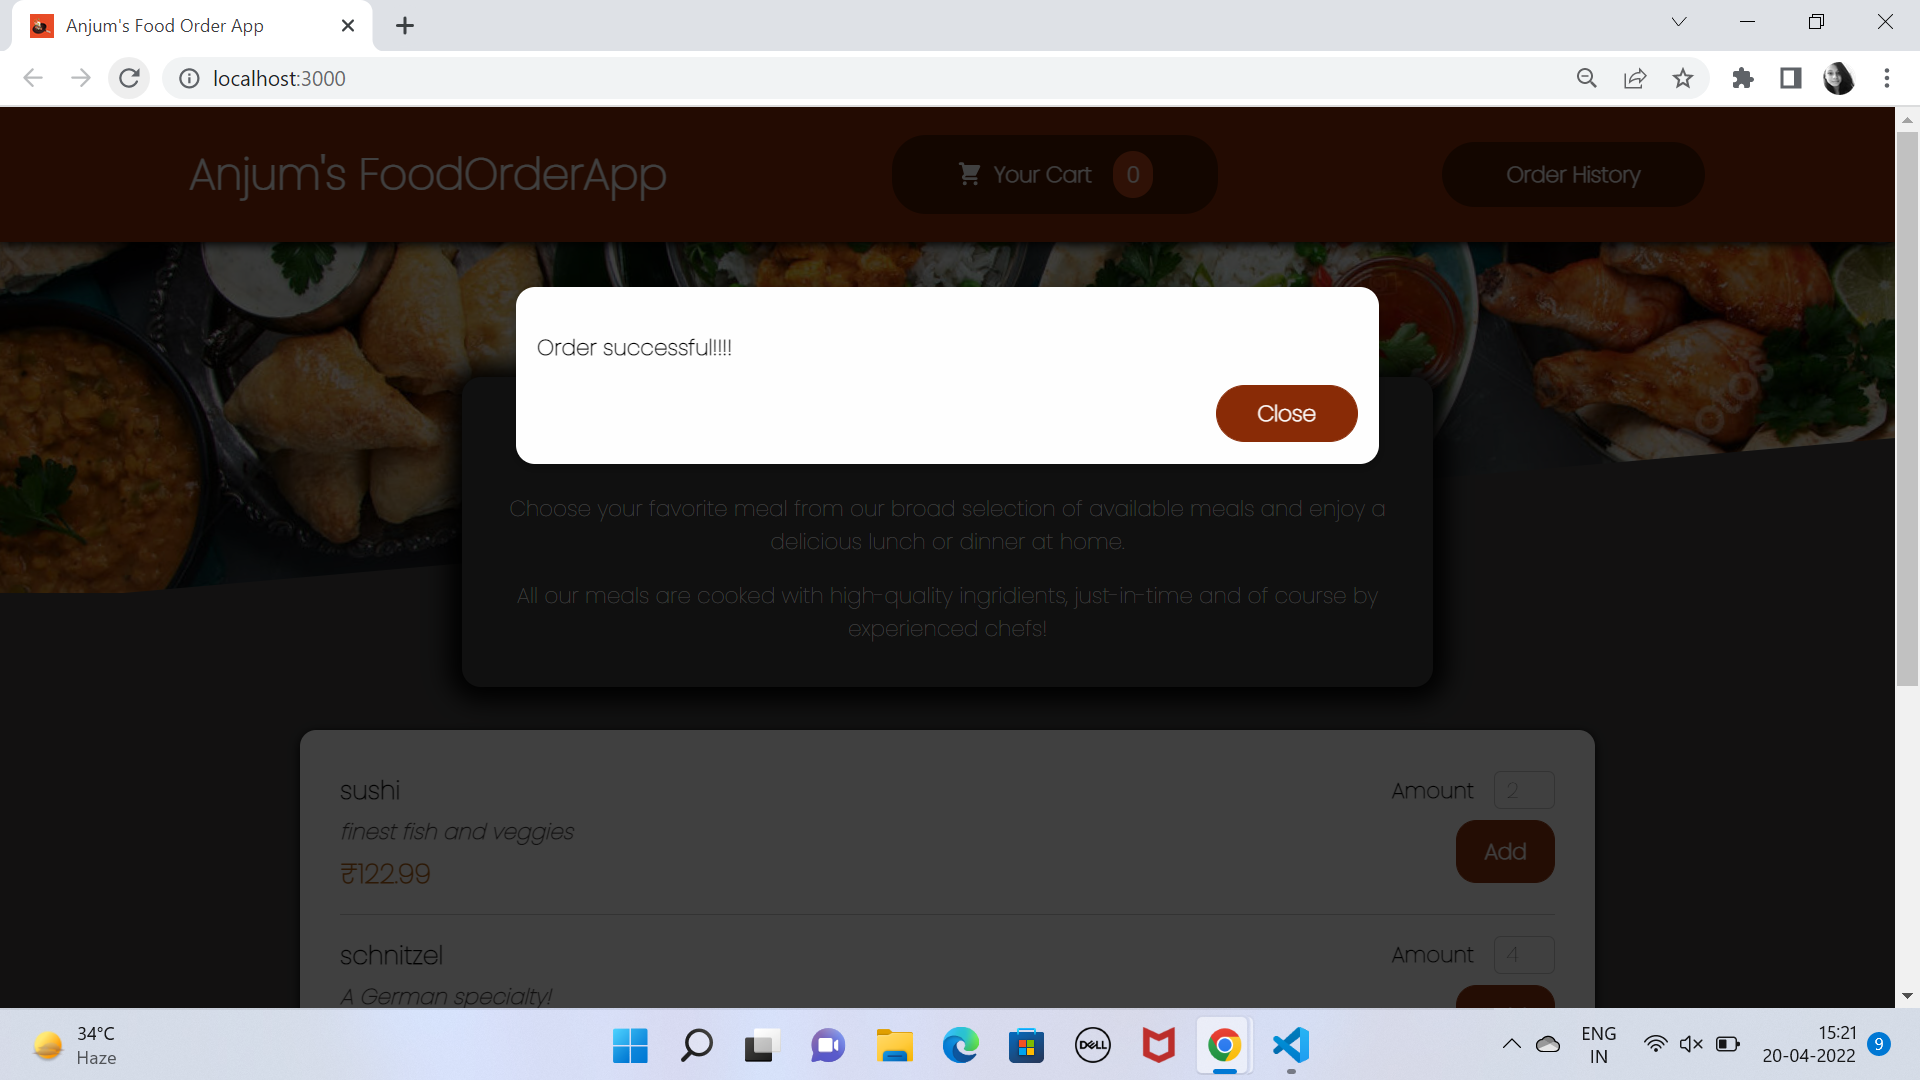 Anjum's Food Order App
localhost:3000
Anjum's FoodOrderApp
Your Cart 0
Order History
Order successful!!!!
Close
Choose your favorite meal from our broad selection of available meals and enjoy a
delicious lunch or dinner at home.
All our meals are cooked with high-quality ingridients, just-in-time and of course by
experienced chefs!
sushi
Amount 2
finest fish and veggies
Add
₹122.99
schnitzel
Amount 4
A German specialty!
34°C
Haze
DELL
ENG
IN
15:21
20-04-2022
9